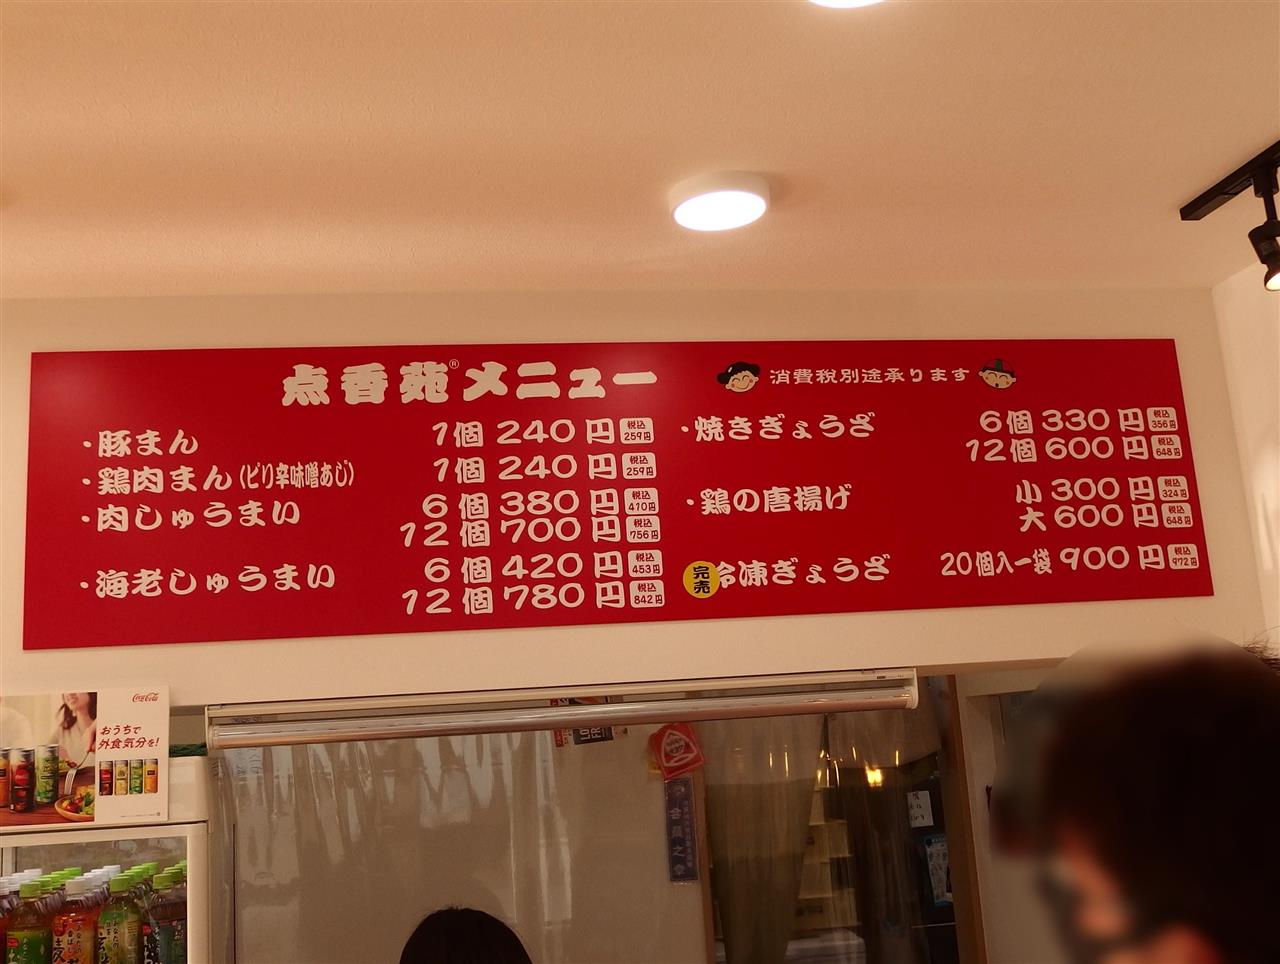 点香苑®メニュー
消費税別途承ります
・豚まん 1個 240円 税込259円
・鶏肉まん(ピリ辛味噌あじ) 1個 240円 税込259円
・肉しゅうまい 6個 380円 税込410円
12個 700円 税込756円
・海老しゅうまい 6個 420円 税込453円
12個 780円 税込842円
・焼きぎょうざ 6個 330円 税込356円
12個 600円 税込648円
・鶏の唐揚げ 小 300円 税込324円
大 600円 税込648円
完売
冷凍ぎょうざ 20個入一袋 900円 税込972円
Coca-Cola
おうちで
外食気分を!